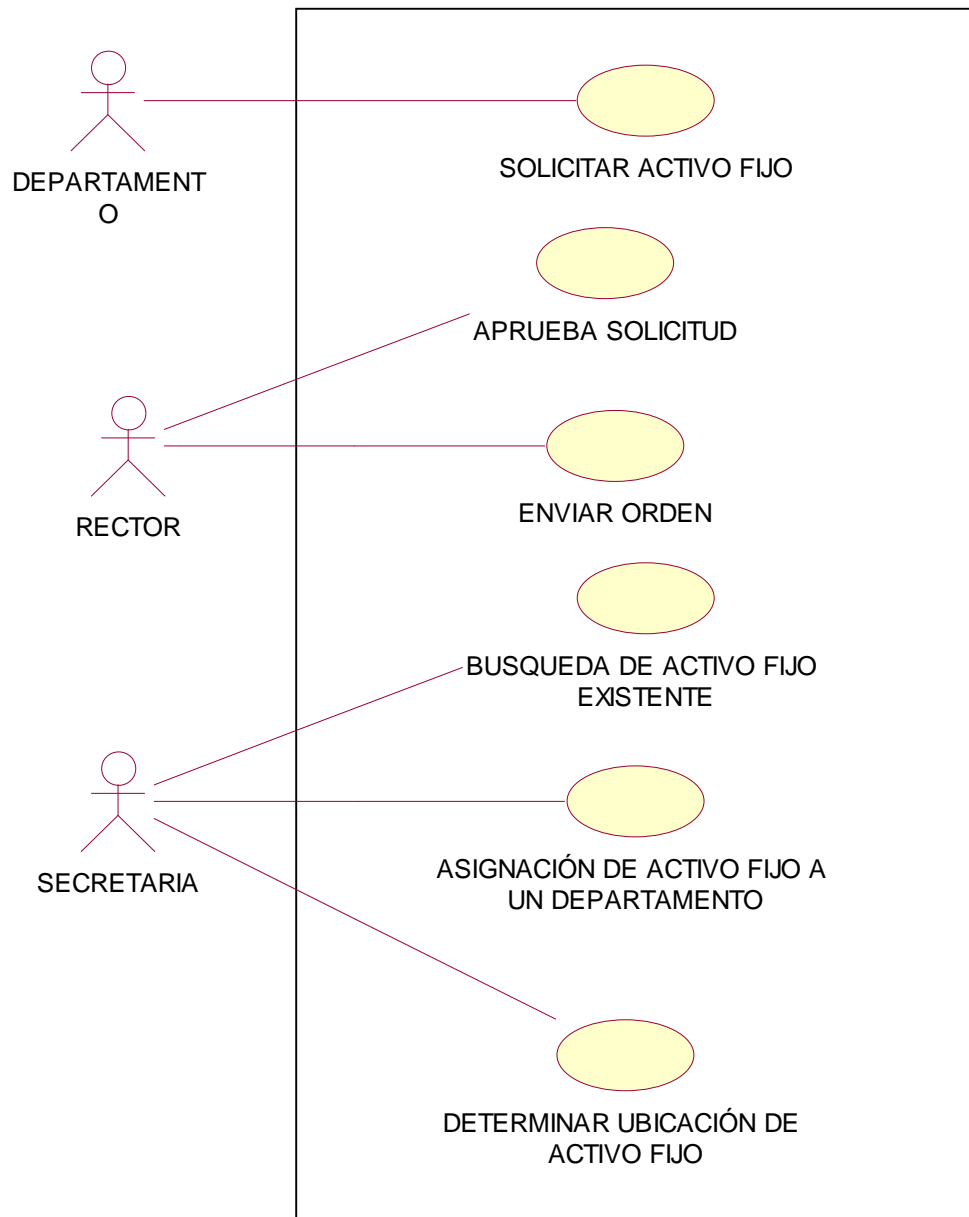 DEPARTAMENT
O
SOLICITAR ACTIVO FIJO
APRUEBA SOLICITUD
RECTOR
ENVIAR ORDEN
BUSQUEDA DE ACTIVO FIJO
EXISTENTE
SECRETARIA
ASIGNACIÓN DE ACTIVO FIJO A
UN DEPARTAMENTO
DETERMINAR UBICACIÓN DE
ACTIVO FIJO